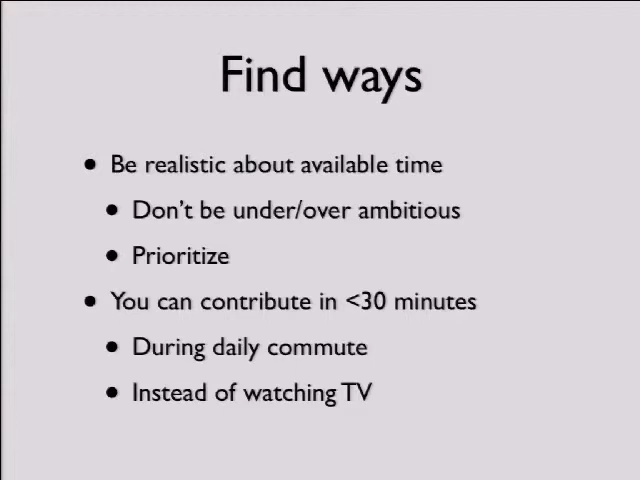 Find ways
• Be realistic about available time
• Don't be under/over ambitious
• Prioritize
• You can contribute in <30 minutes
• During daily commute
• Instead of watching TV